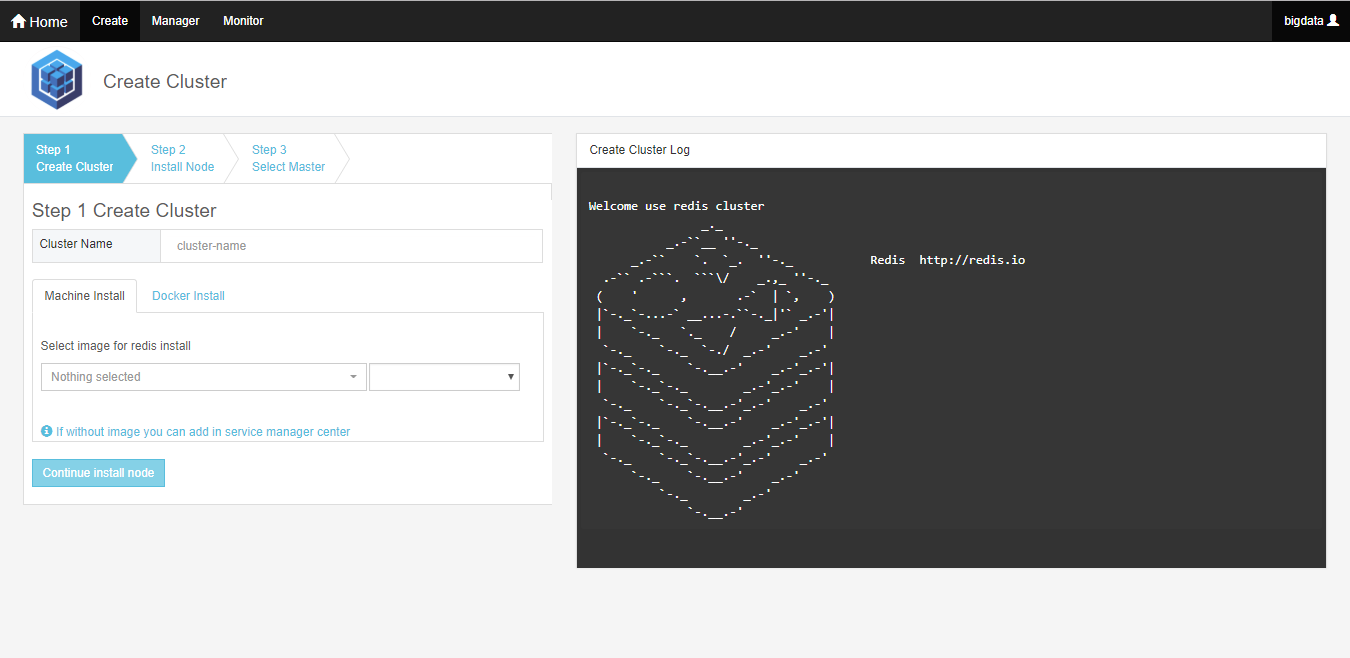 Home Create Manager Monitor bigdata
Create Cluster
Step 1
Create Cluster
Step 2
Install Node
Step 3
Select Master
Step 1 Create Cluster
Cluster Name cluster-name
Machine Install Docker Install
Select image for redis install
Nothing selected
If without image you can add in service manager center
Continue install node
Create Cluster Log
Welcome use redis cluster
Redis http://redis.io